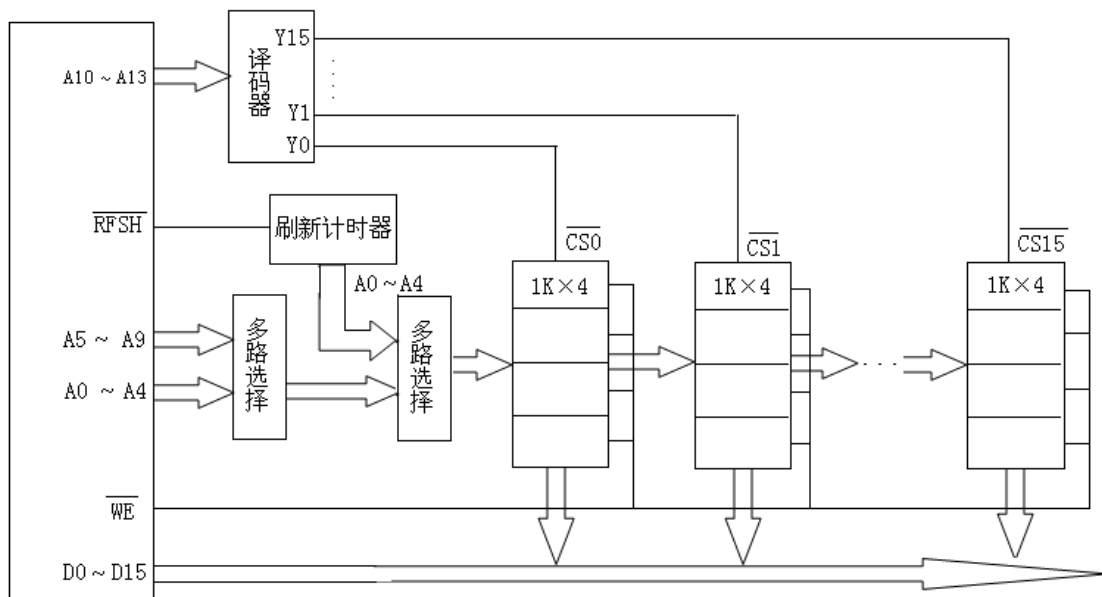 Y15
译码器
A10～A13
Y1
Y0
RFSH
刷新计时器
CS0
CS1
CS15
A0～A4
1K×4
1K×4
1K×4
A5～A9
多路选择
多路选择
A0～A4
WE
D0～D15